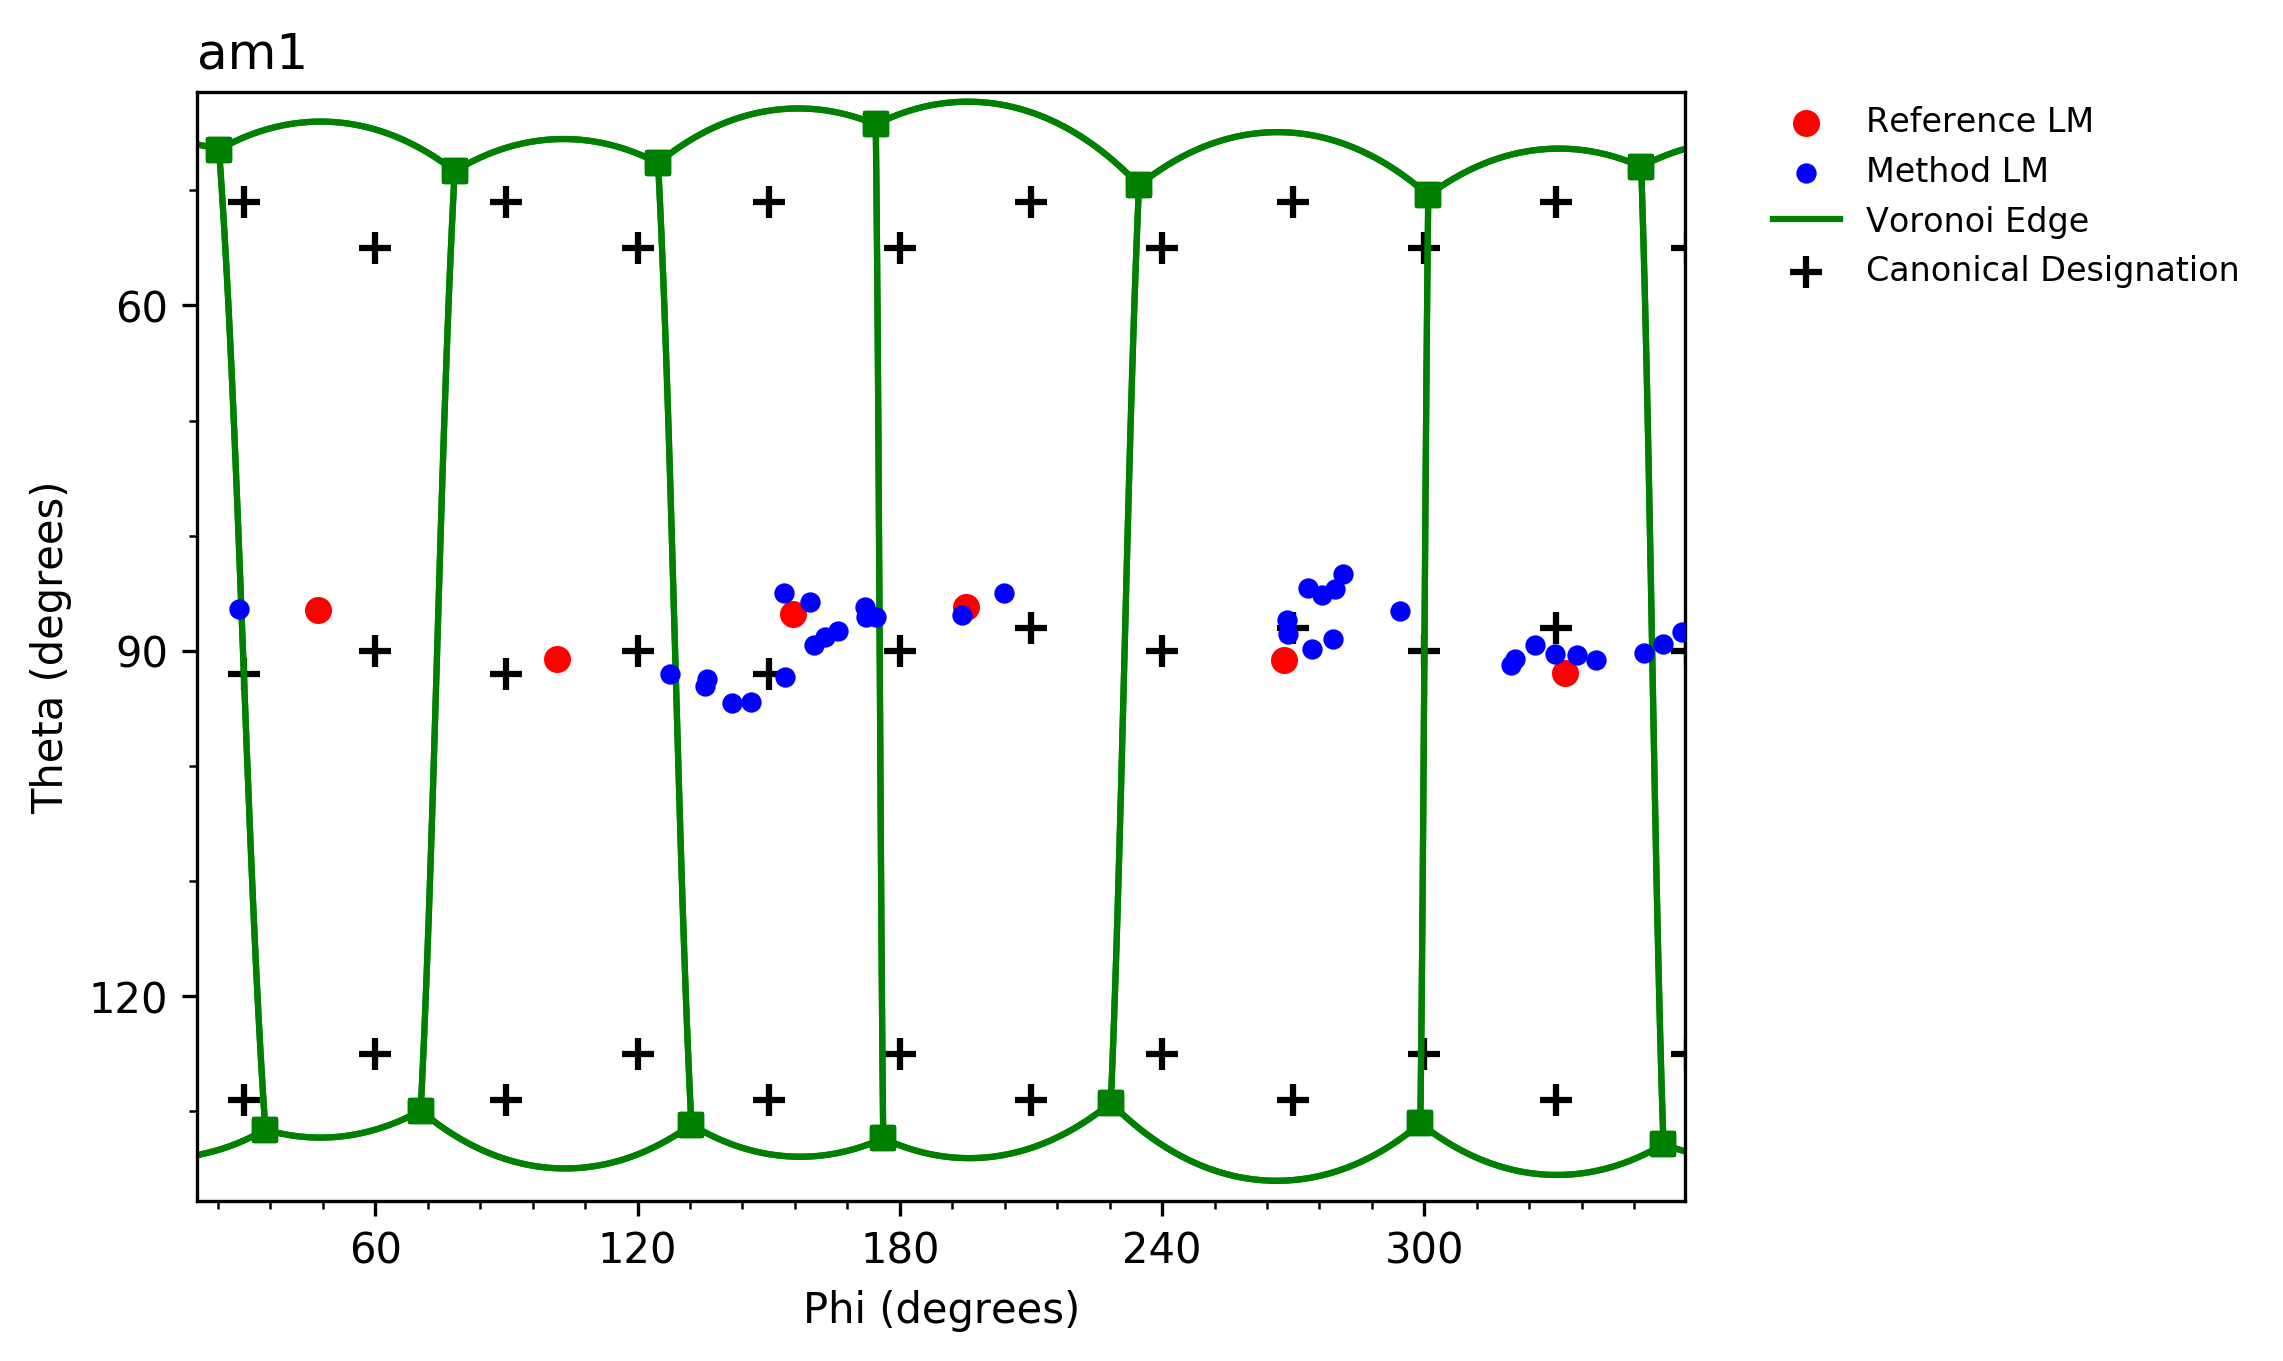 am1
Reference LM
Method LM
Voronoi Edge
Canonical Designation
Theta (degrees)
60
90
120
60 120 180 240 300
Phi (degrees)